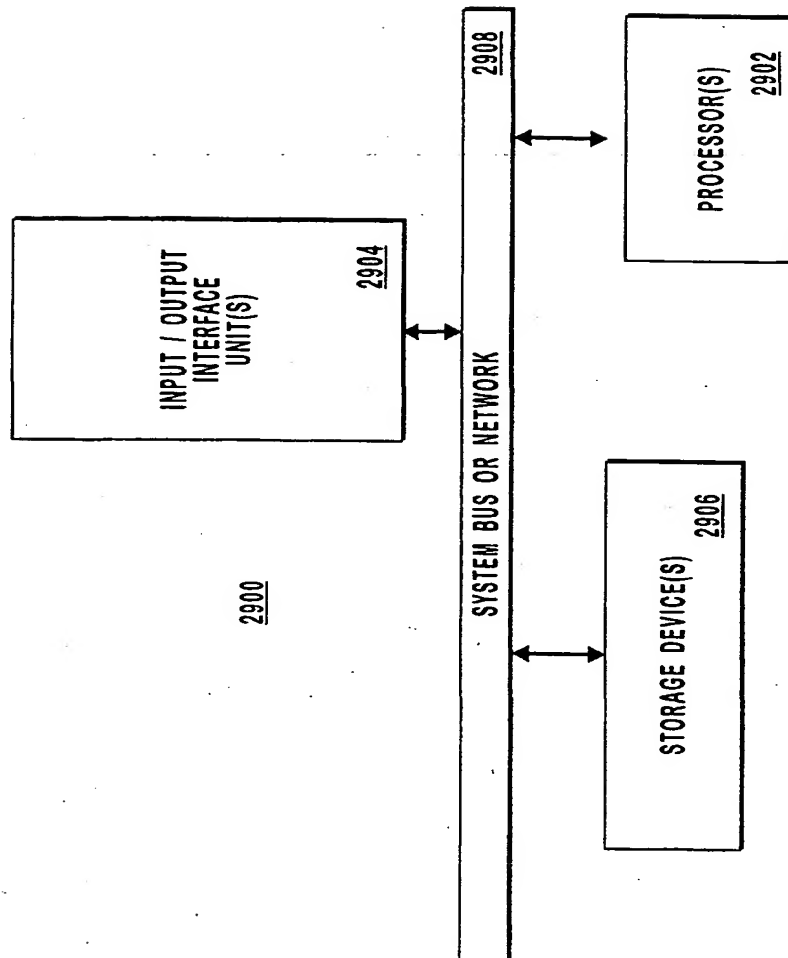 2900
INPUT / OUTPUT
INTERFACE
UNIT(S)
2904
SYSTEM BUS OR NETWORK
2908
STORAGE DEVICE(S)
2906
PROCESSOR(S)
2902